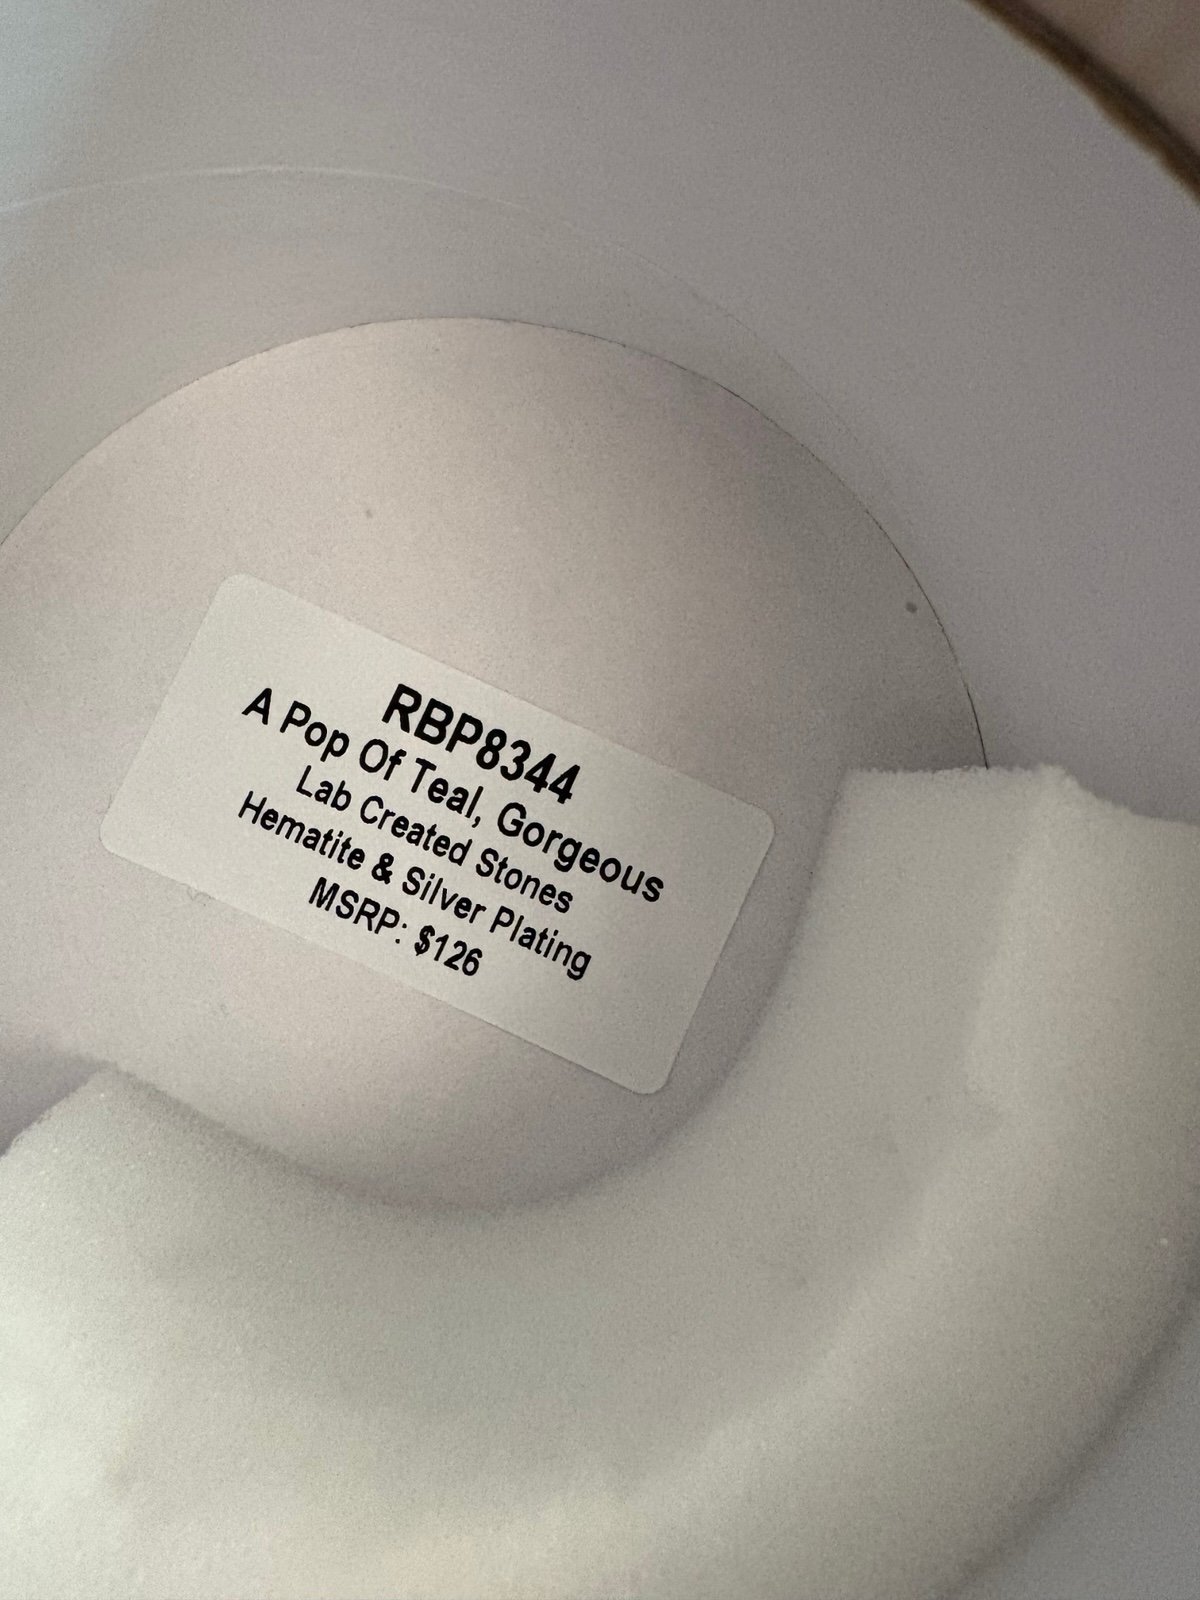 RBP8344
A Pop Of Teal, Gorgeous
Lab Created Stones
Hematite & Silver Plating
MSRP: $126